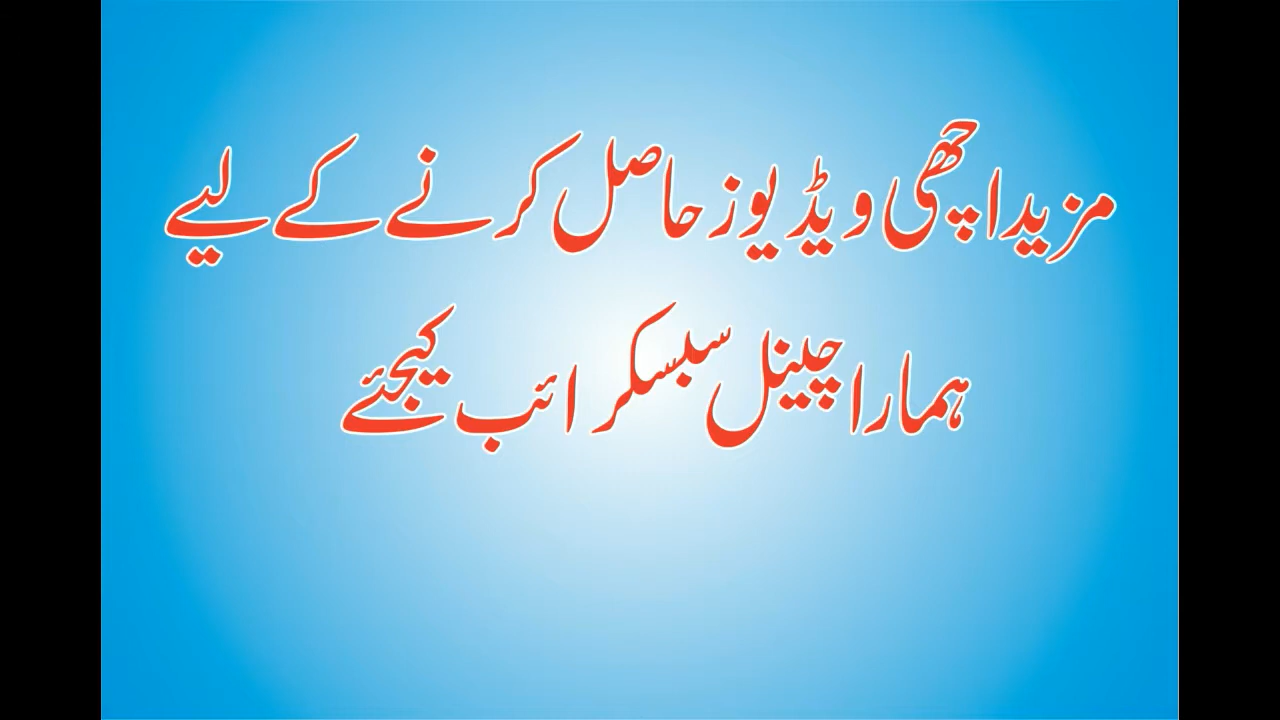 مزید اچھی ویڈیوز حاصل کرنے کے لیے
ہمارا چینل سبسکرائب کیجئے